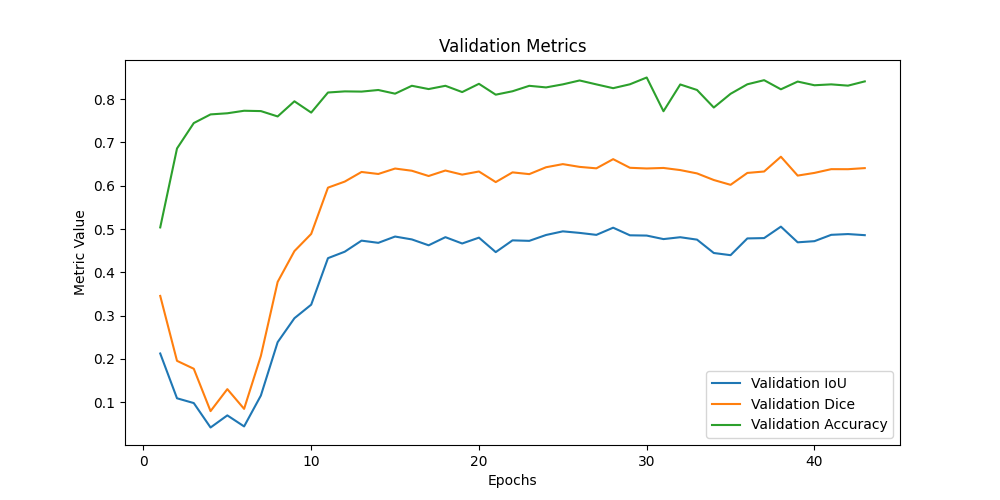 Validation Metrics
Metric Value
0.8
0.7
0.6
0.5
0.4
0.3
0.2
0.1
0 10 20 30 40
Epochs
Validation IoU
Validation Dice
Validation Accuracy